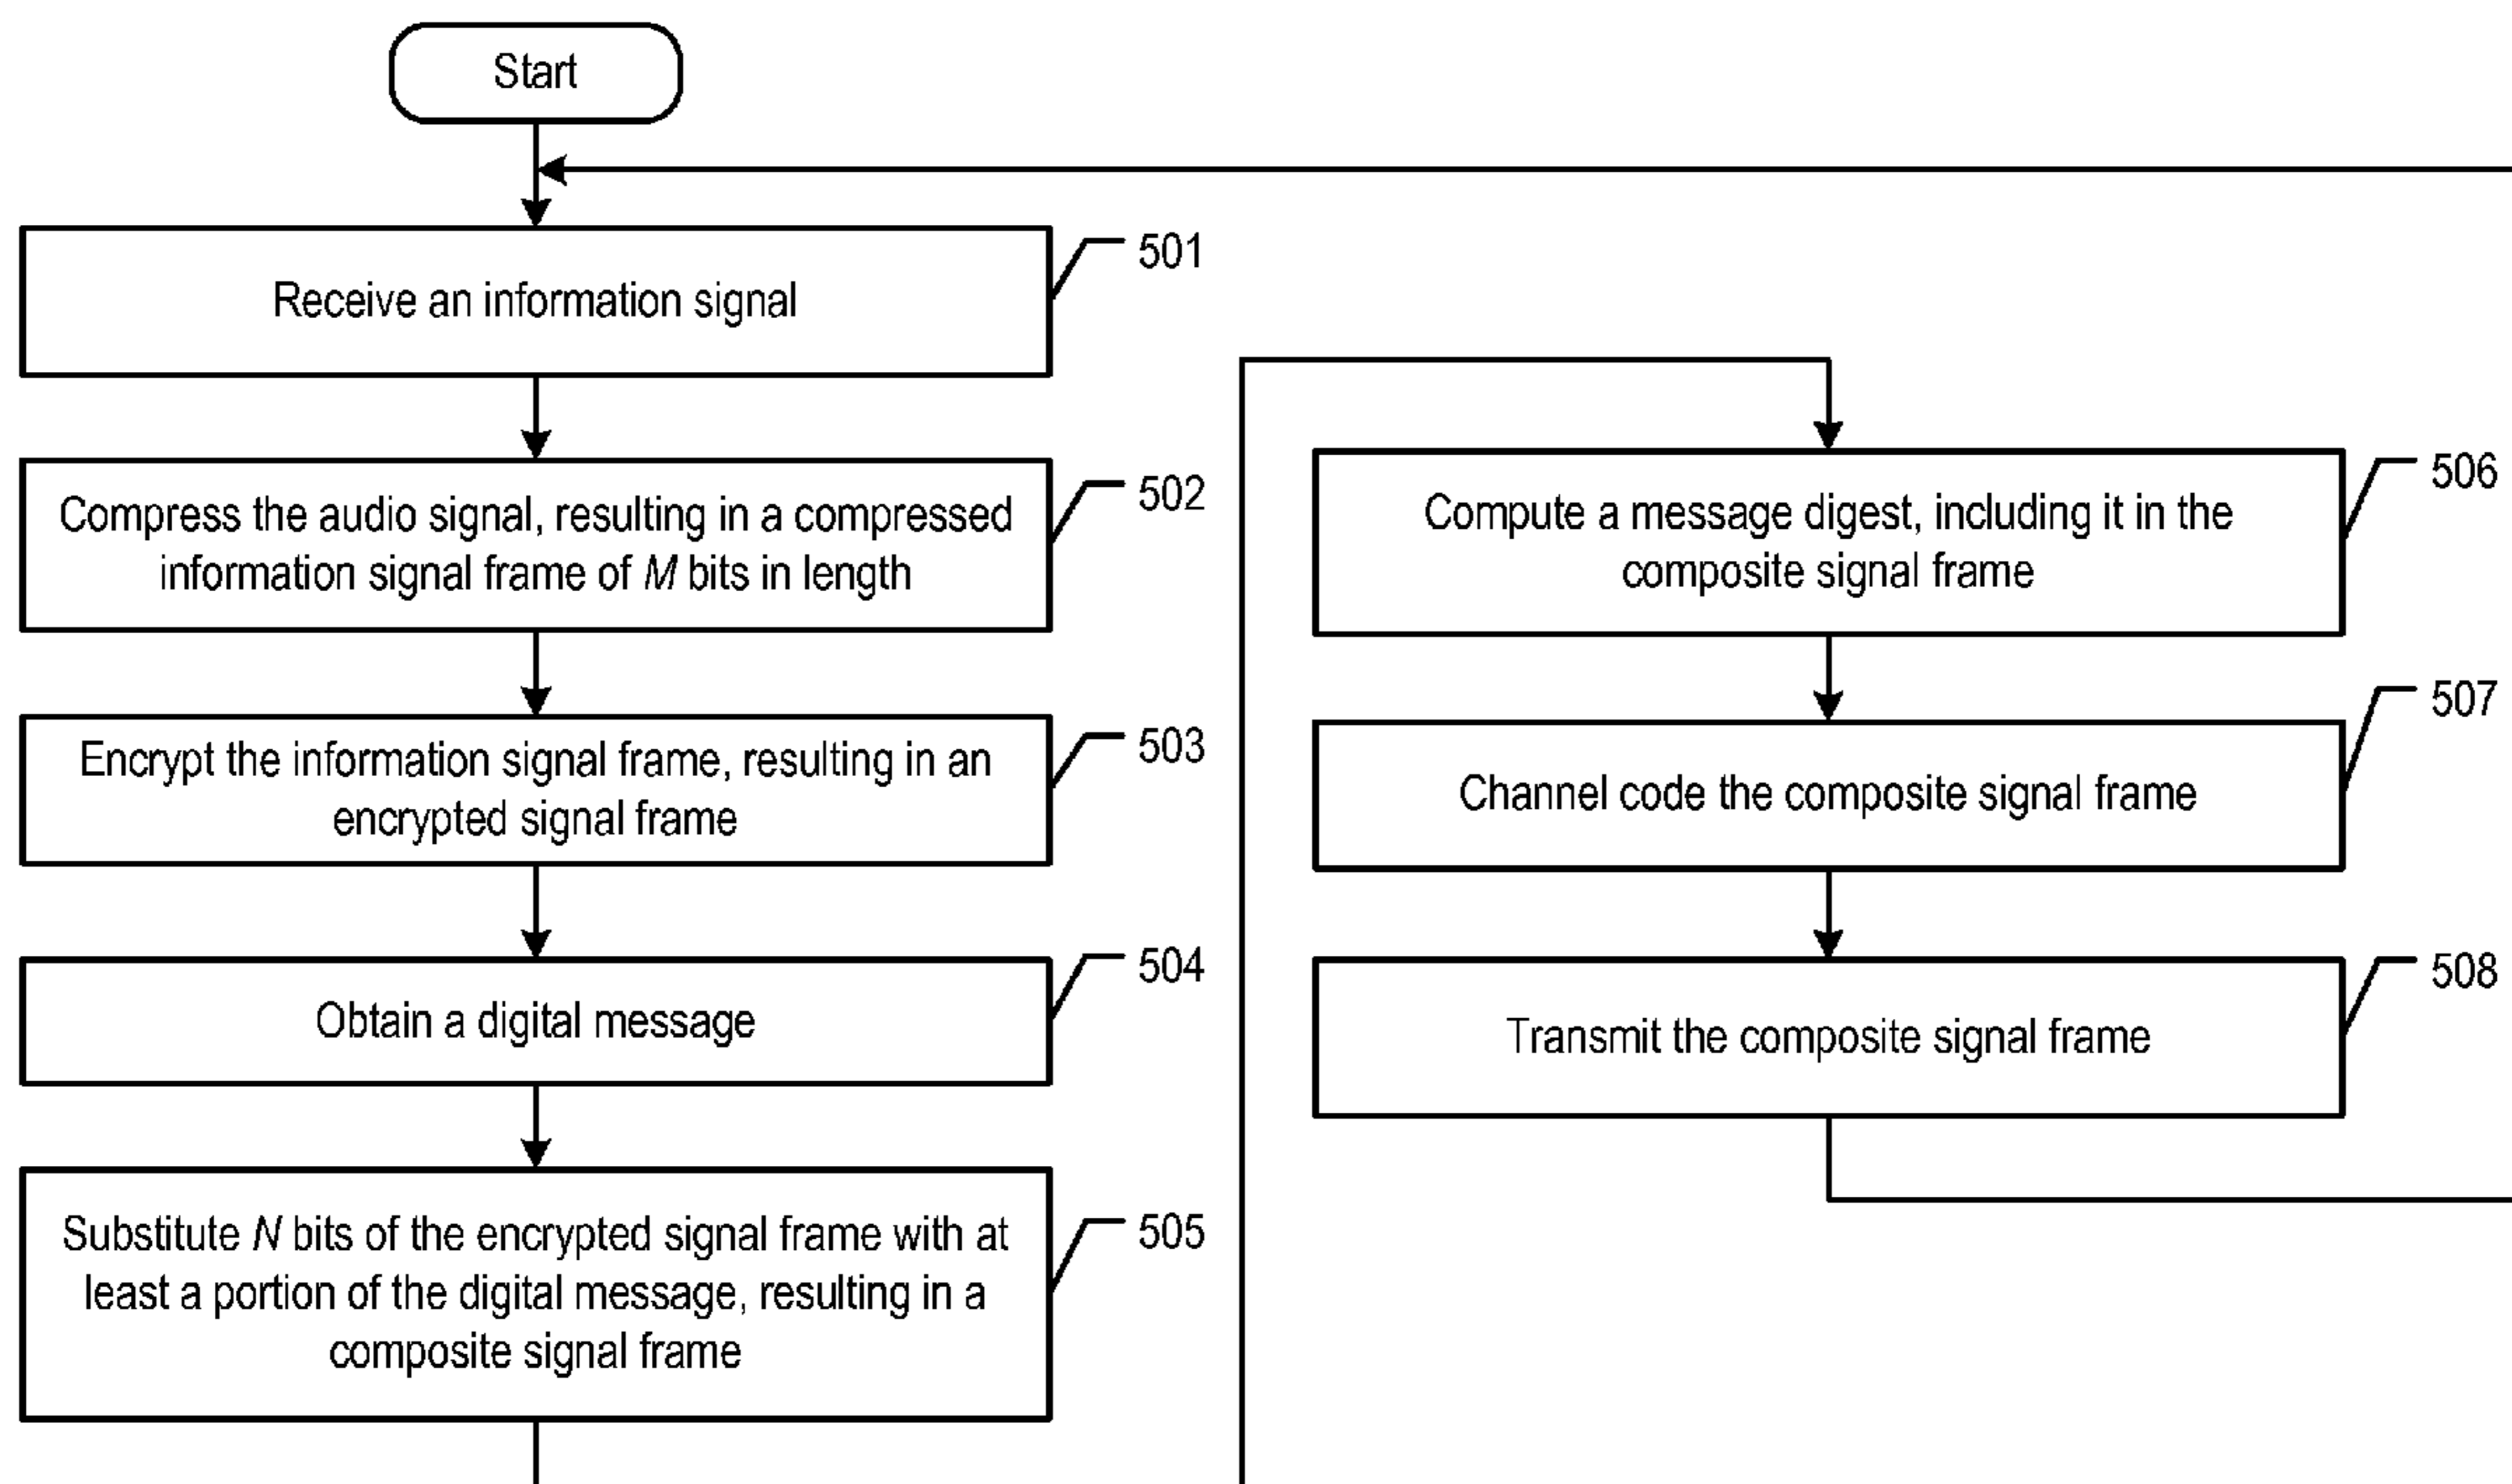 Start
Receive an information signal
501
Compress the audio signal, resulting in a compressed
information signal frame of M bits in length
502
Encrypt the information signal frame, resulting in an
encrypted signal frame
503
Obtain a digital message
504
Substitute N bits of the encrypted signal frame with at
least a portion of the digital message, resulting in a
composite signal frame
505
Compute a message digest, including it in the
composite signal frame
506
Channel code the composite signal frame
507
Transmit the composite signal frame
508